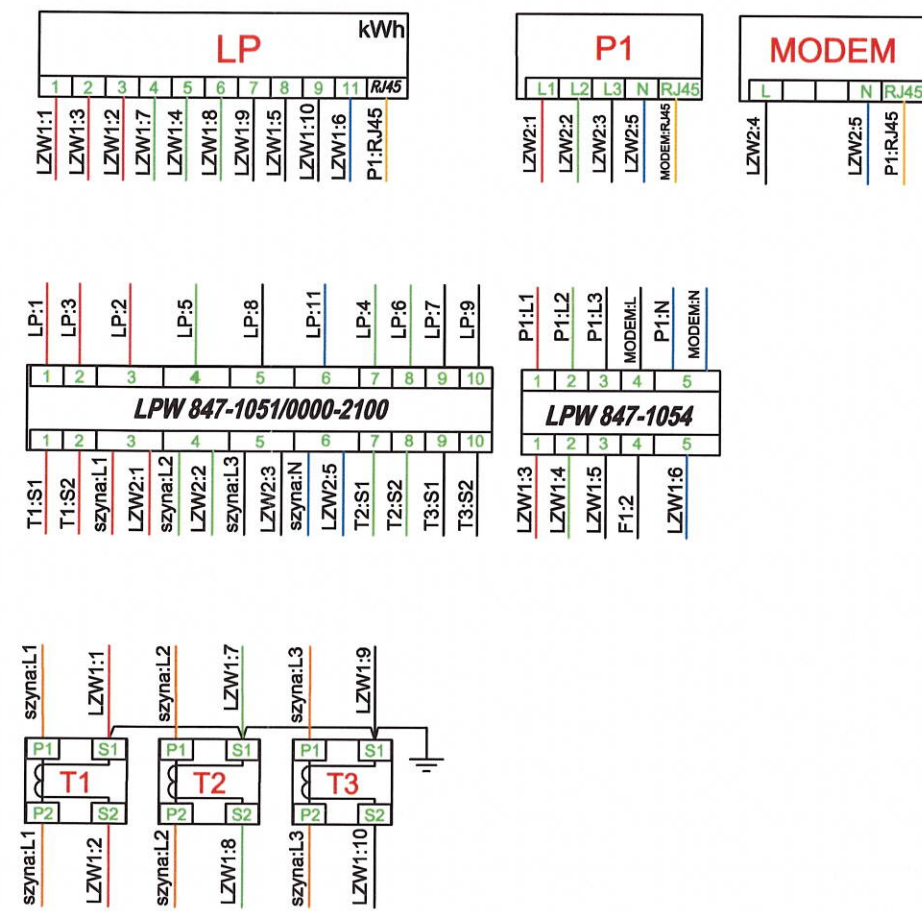 kWh
LP
1 2 3 4 5 6 7 8 9 11 RJ45
LZW1:1 LZW1:3 LZW1:2 LZW1:7 LZW1:4 LZW1:8 LZW1:9 LZW1:5 LZW1:10 LZW1:6 P1:RJ45
P1
L1 L2 L3 N RJ45
LZW2:1 LZW2:2 LZW2:3 LZW2:5 MODEM:RJ45
MODEM
L N RJ45
LZW2:4 LZW2:5 P1:RJ45
LP:1 LP:3 LP:2 LP:5 LP:8 LP:11 LP:4 LP:6 LP:7 LP:9
1 2 3 4 5 6 7 8 9 10
LPW 847-1051/0000-2100
1 2 3 4 5 6 7 8 9 10
T1:S1 T1:S2 szyna:L1 LZW2:1 szyna:L2 LZW2:2 szyna:L3 LZW2:3 szyna:N LZW2:5 T2:S1 T2:S2 T3:S1 T3:S2
P1:L1 P1:L2 P1:L3 MODEM:L P1:N MODEM:N
1 2 3 4 5
LPW 847-1054
1 2 3 4 5
LZW1:3 LZW1:4 LZW1:5 F1:2 LZW1:6
szyna:L1 LZW1:1 szyna:L2 LZW1:7 szyna:L3 LZW1:9
P1 S1 P1 S1 P1 S1
T1 T2 T3
P2 S2 P2 S2 P2 S2
szyna:L1 LZW1:2 szyna:L2 LZW1:8 szyna:L3 LZW1:10